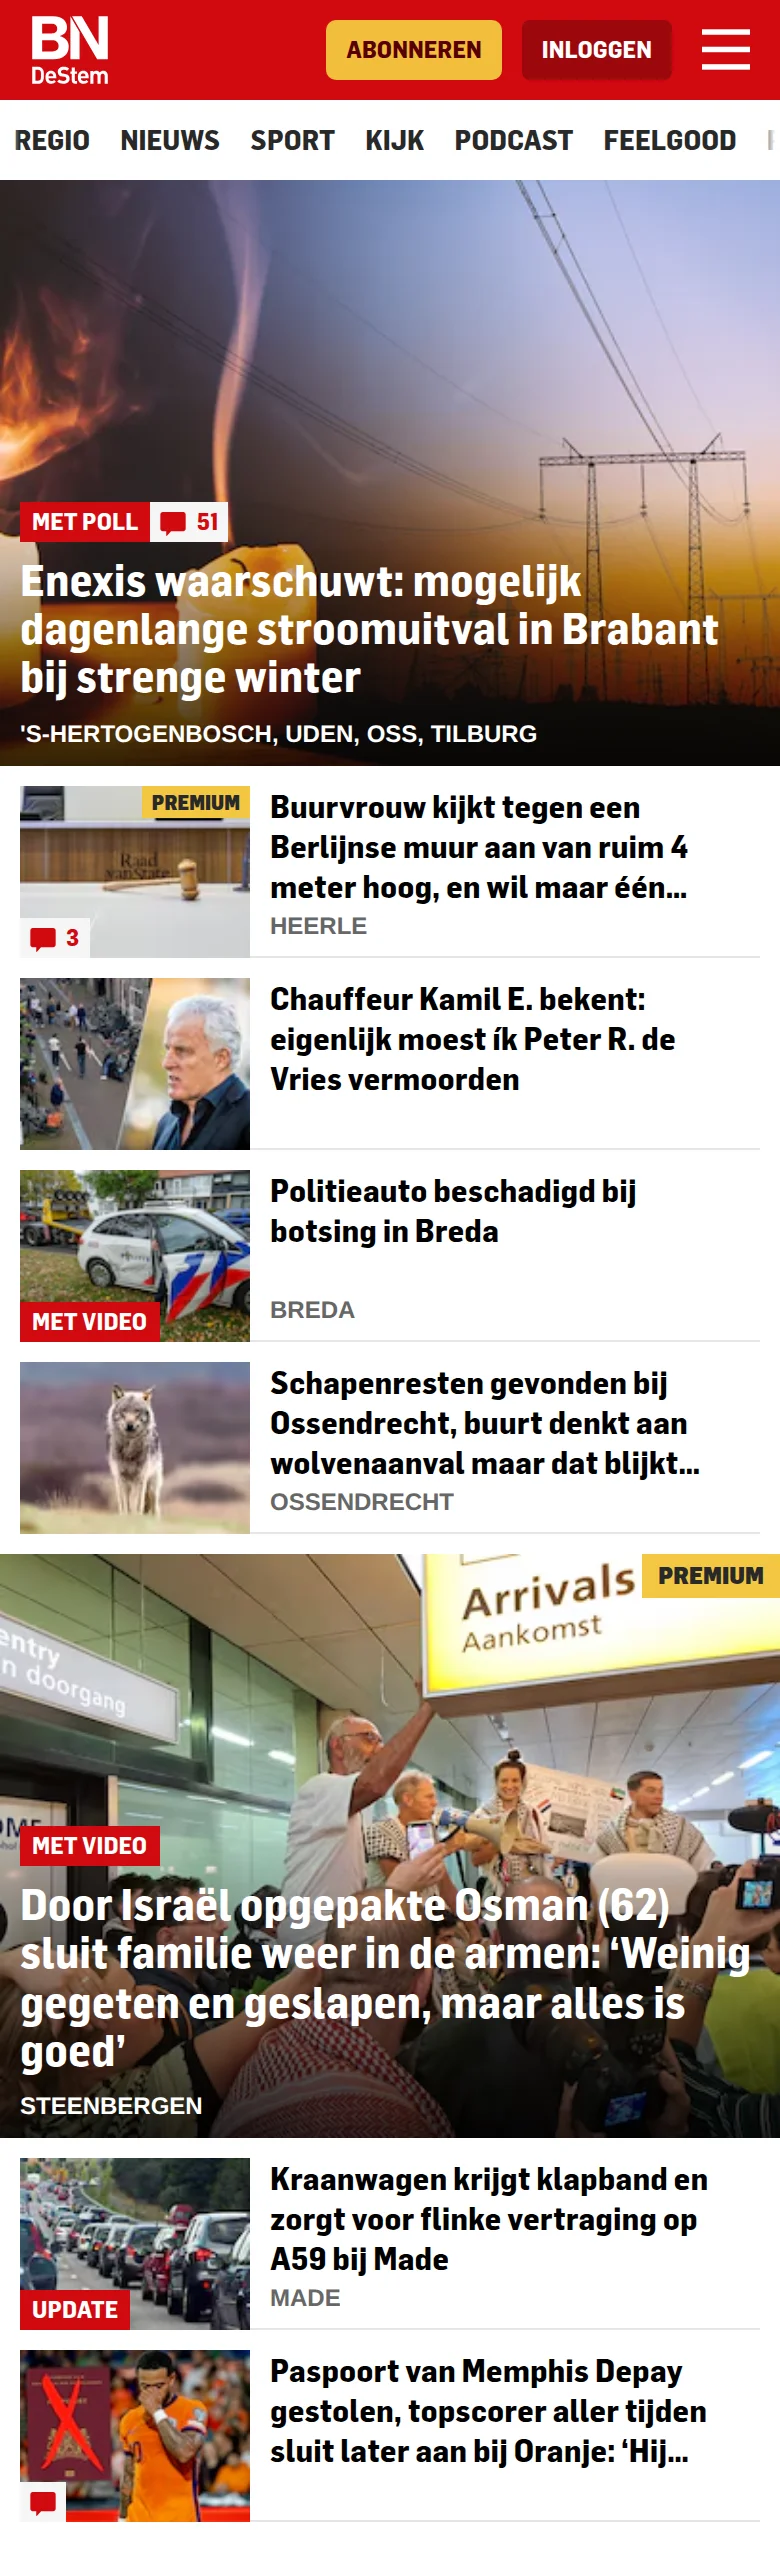 BN
DeStem
ABONNEREN
INLOGGEN
REGIO NIEUWS SPORT KIJK PODCAST FEELGOOD
MET POLL 51
Enexis waarschuwt: mogelijk
dagenlange stroomuitval in Brabant
bij strenge winter
'S-HERTOGENBOSCH, UDEN, OSS, TILBURG
PREMIUM
Raad
vanState
3
Buurvrouw kijkt tegen een
Berlijnse muur aan van ruim 4
meter hoog, en wil maar één...
HEERLE
Chauffeur Kamil E. bekent:
eigenlijk moest ík Peter R. de
Vries vermoorden
MET VIDEO
Politieauto beschadigd bij
botsing in Breda
BREDA
Schapenresten gevonden bij
Ossendrecht, buurt denkt aan
wolvenaanval maar dat blijkt...
OSSENDRECHT
PREMIUM
Arrivals
Aankomst
entry
n doorgang
MET VIDEO
Door Israël opgepakte Osman (62)
sluit familie weer in de armen: ‘Weinig
gegeten en geslapen, maar alles is
goed’
STEENBERGEN
UPDATE
Kraanwagen krijgt klapband en
zorgt voor flinke vertraging op
A59 bij Made
MADE
Paspoort van Memphis Depay
gestolen, topscorer aller tijden
sluit later aan bij Oranje: ‘Hij...